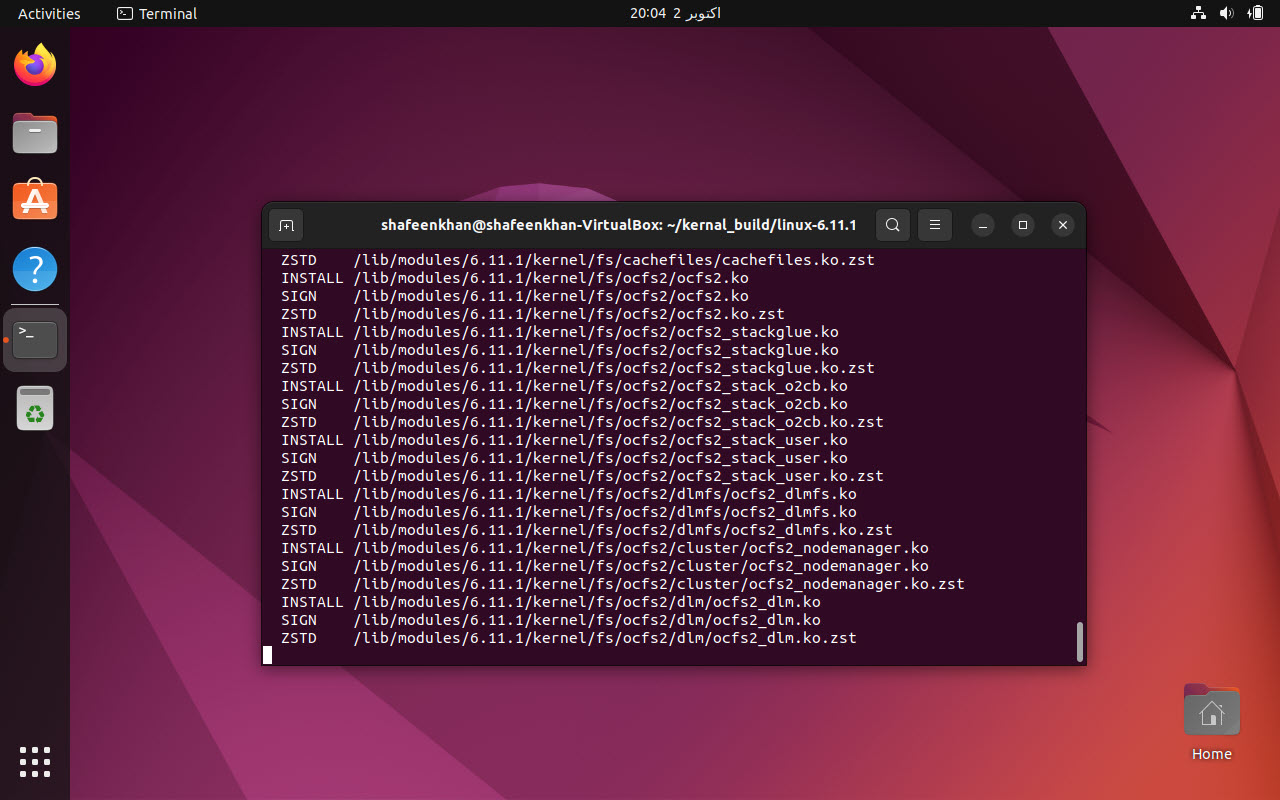 Activities
Terminal
20:04 2 اکتوبر
shafeenkhan@shafeenkhan-VirtualBox: ~/kernal_build/linux-6.11.1
ZSTD /lib/modules/6.11.1/kernel/fs/cachefiles/cachefiles.ko.zst
INSTALL /lib/modules/6.11.1/kernel/fs/ocfs2/ocfs2.ko
SIGN /lib/modules/6.11.1/kernel/fs/ocfs2/ocfs2.ko
ZSTD /lib/modules/6.11.1/kernel/fs/ocfs2/ocfs2.ko.zst
INSTALL /lib/modules/6.11.1/kernel/fs/ocfs2/ocfs2_stackglue.ko
SIGN /lib/modules/6.11.1/kernel/fs/ocfs2/ocfs2_stackglue.ko
ZSTD /lib/modules/6.11.1/kernel/fs/ocfs2/ocfs2_stackglue.ko.zst
INSTALL /lib/modules/6.11.1/kernel/fs/ocfs2/ocfs2_stack_o2cb.ko
SIGN /lib/modules/6.11.1/kernel/fs/ocfs2/ocfs2_stack_o2cb.ko
ZSTD /lib/modules/6.11.1/kernel/fs/ocfs2/ocfs2_stack_o2cb.ko.zst
INSTALL /lib/modules/6.11.1/kernel/fs/ocfs2/ocfs2_stack_user.ko
SIGN /lib/modules/6.11.1/kernel/fs/ocfs2/ocfs2_stack_user.ko
ZSTD /lib/modules/6.11.1/kernel/fs/ocfs2/ocfs2_stack_user.ko.zst
INSTALL /lib/modules/6.11.1/kernel/fs/ocfs2/dlmfs/ocfs2_dlmfs.ko
SIGN /lib/modules/6.11.1/kernel/fs/ocfs2/dlmfs/ocfs2_dlmfs.ko
ZSTD /lib/modules/6.11.1/kernel/fs/ocfs2/dlmfs/ocfs2_dlmfs.ko.zst
INSTALL /lib/modules/6.11.1/kernel/fs/ocfs2/cluster/ocfs2_nodemanager.ko
SIGN /lib/modules/6.11.1/kernel/fs/ocfs2/cluster/ocfs2_nodemanager.ko
ZSTD /lib/modules/6.11.1/kernel/fs/ocfs2/cluster/ocfs2_nodemanager.ko.zst
INSTALL /lib/modules/6.11.1/kernel/fs/ocfs2/dlm/ocfs2_dlm.ko
SIGN /lib/modules/6.11.1/kernel/fs/ocfs2/dlm/ocfs2_dlm.ko
ZSTD /lib/modules/6.11.1/kernel/fs/ocfs2/dlm/ocfs2_dlm.ko.zst
Home